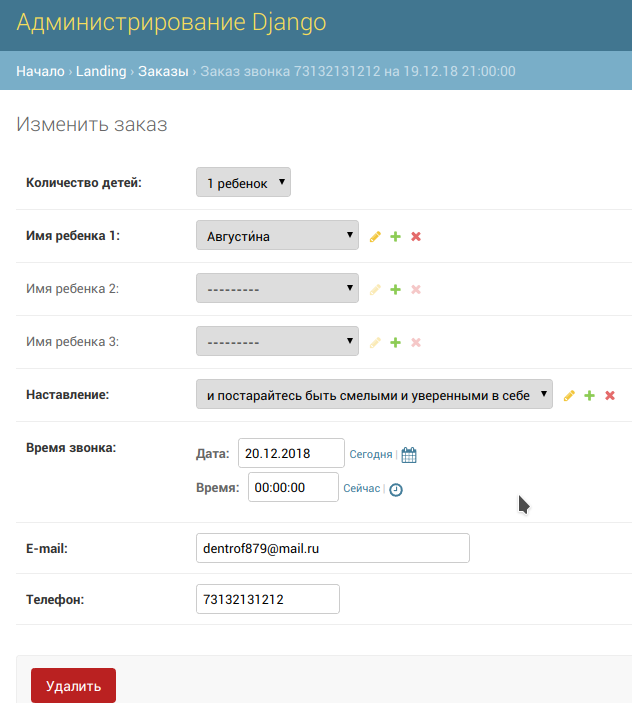 Администрирование Django
Начало › Landing › Заказы › Заказ звонка 73132131212 на 19.12.18 21:00:00
Изменить заказ
Количество детей: 1 ребенок
Имя ребенка 1: Августи́на
Имя ребенка 2: ---------
Имя ребенка 3: ---------
Наставление: и постарайтесь быть смелыми и уверенными в себе
Время звонка:
Дата: 20.12.2018 Сегодня |
Время: 00:00:00 Сейчас |
E-mail: dentrof879@mail.ru
Телефон: 73132131212
Удалить